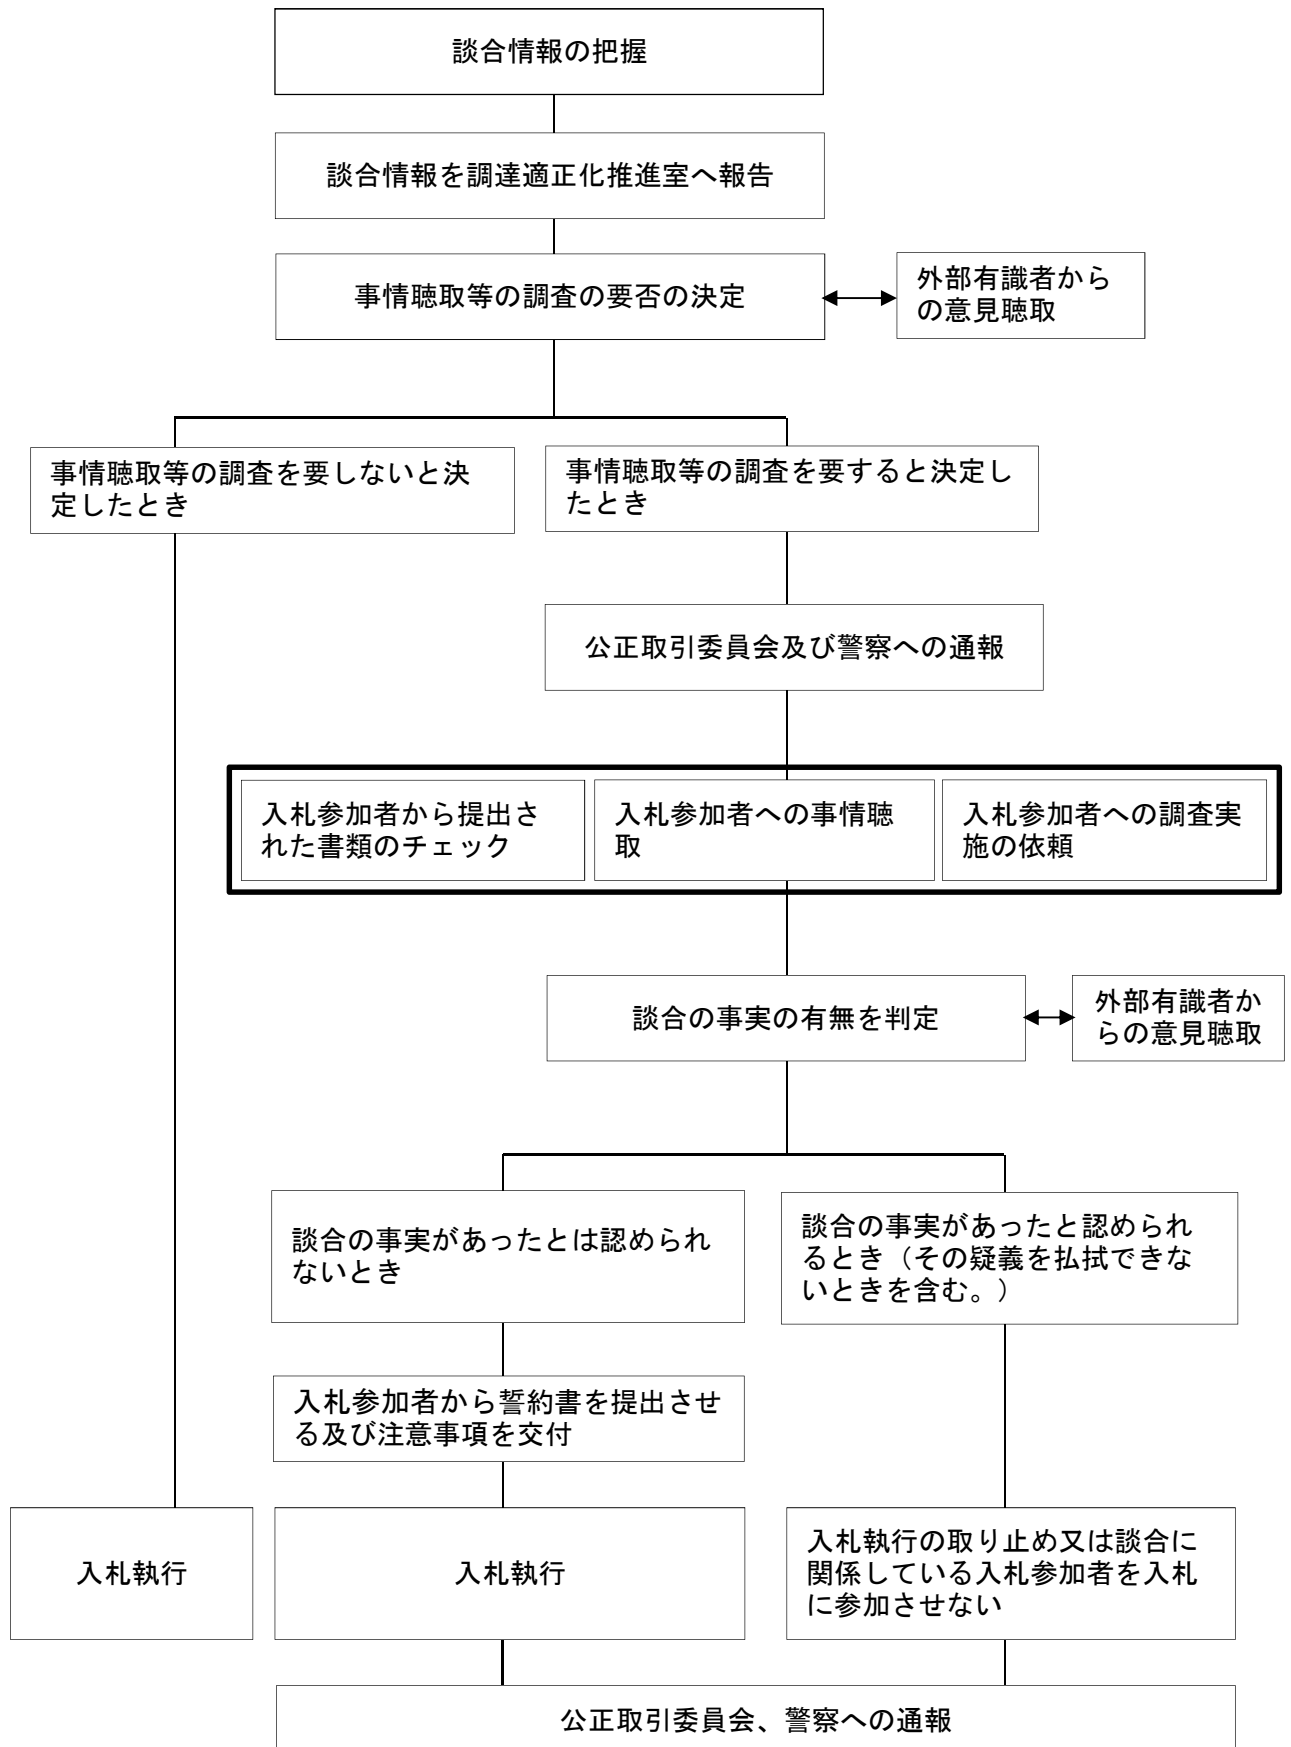 談合情報の把握
談合情報を調達適正化推進室へ報告
事情聴取等の調査の要否の決定
外部有識者から
の意見聴取
事情聴取等の調査を要しないと決
定したとき
事情聴取等の調査を要すると決定し
たとき
公正取引委員会及び警察への通報
入札参加者から提出さ
れた書類のチェック
入札参加者への事情聴
取
入札参加者への調査実
施の依頼
談合の事実の有無を判定
外部有識者か
らの意見聴取
談合の事実があったとは認められ
ないとき
談合の事実があったと認められ
るとき（その疑義を払拭できな
いときを含む。）
入札参加者から誓約書を提出させ
る及び注意事項を交付
入札執行
入札執行
入札執行の取り止め又は談合に
関係している入札参加者を入札
に参加させない
公正取引委員会、警察への通報